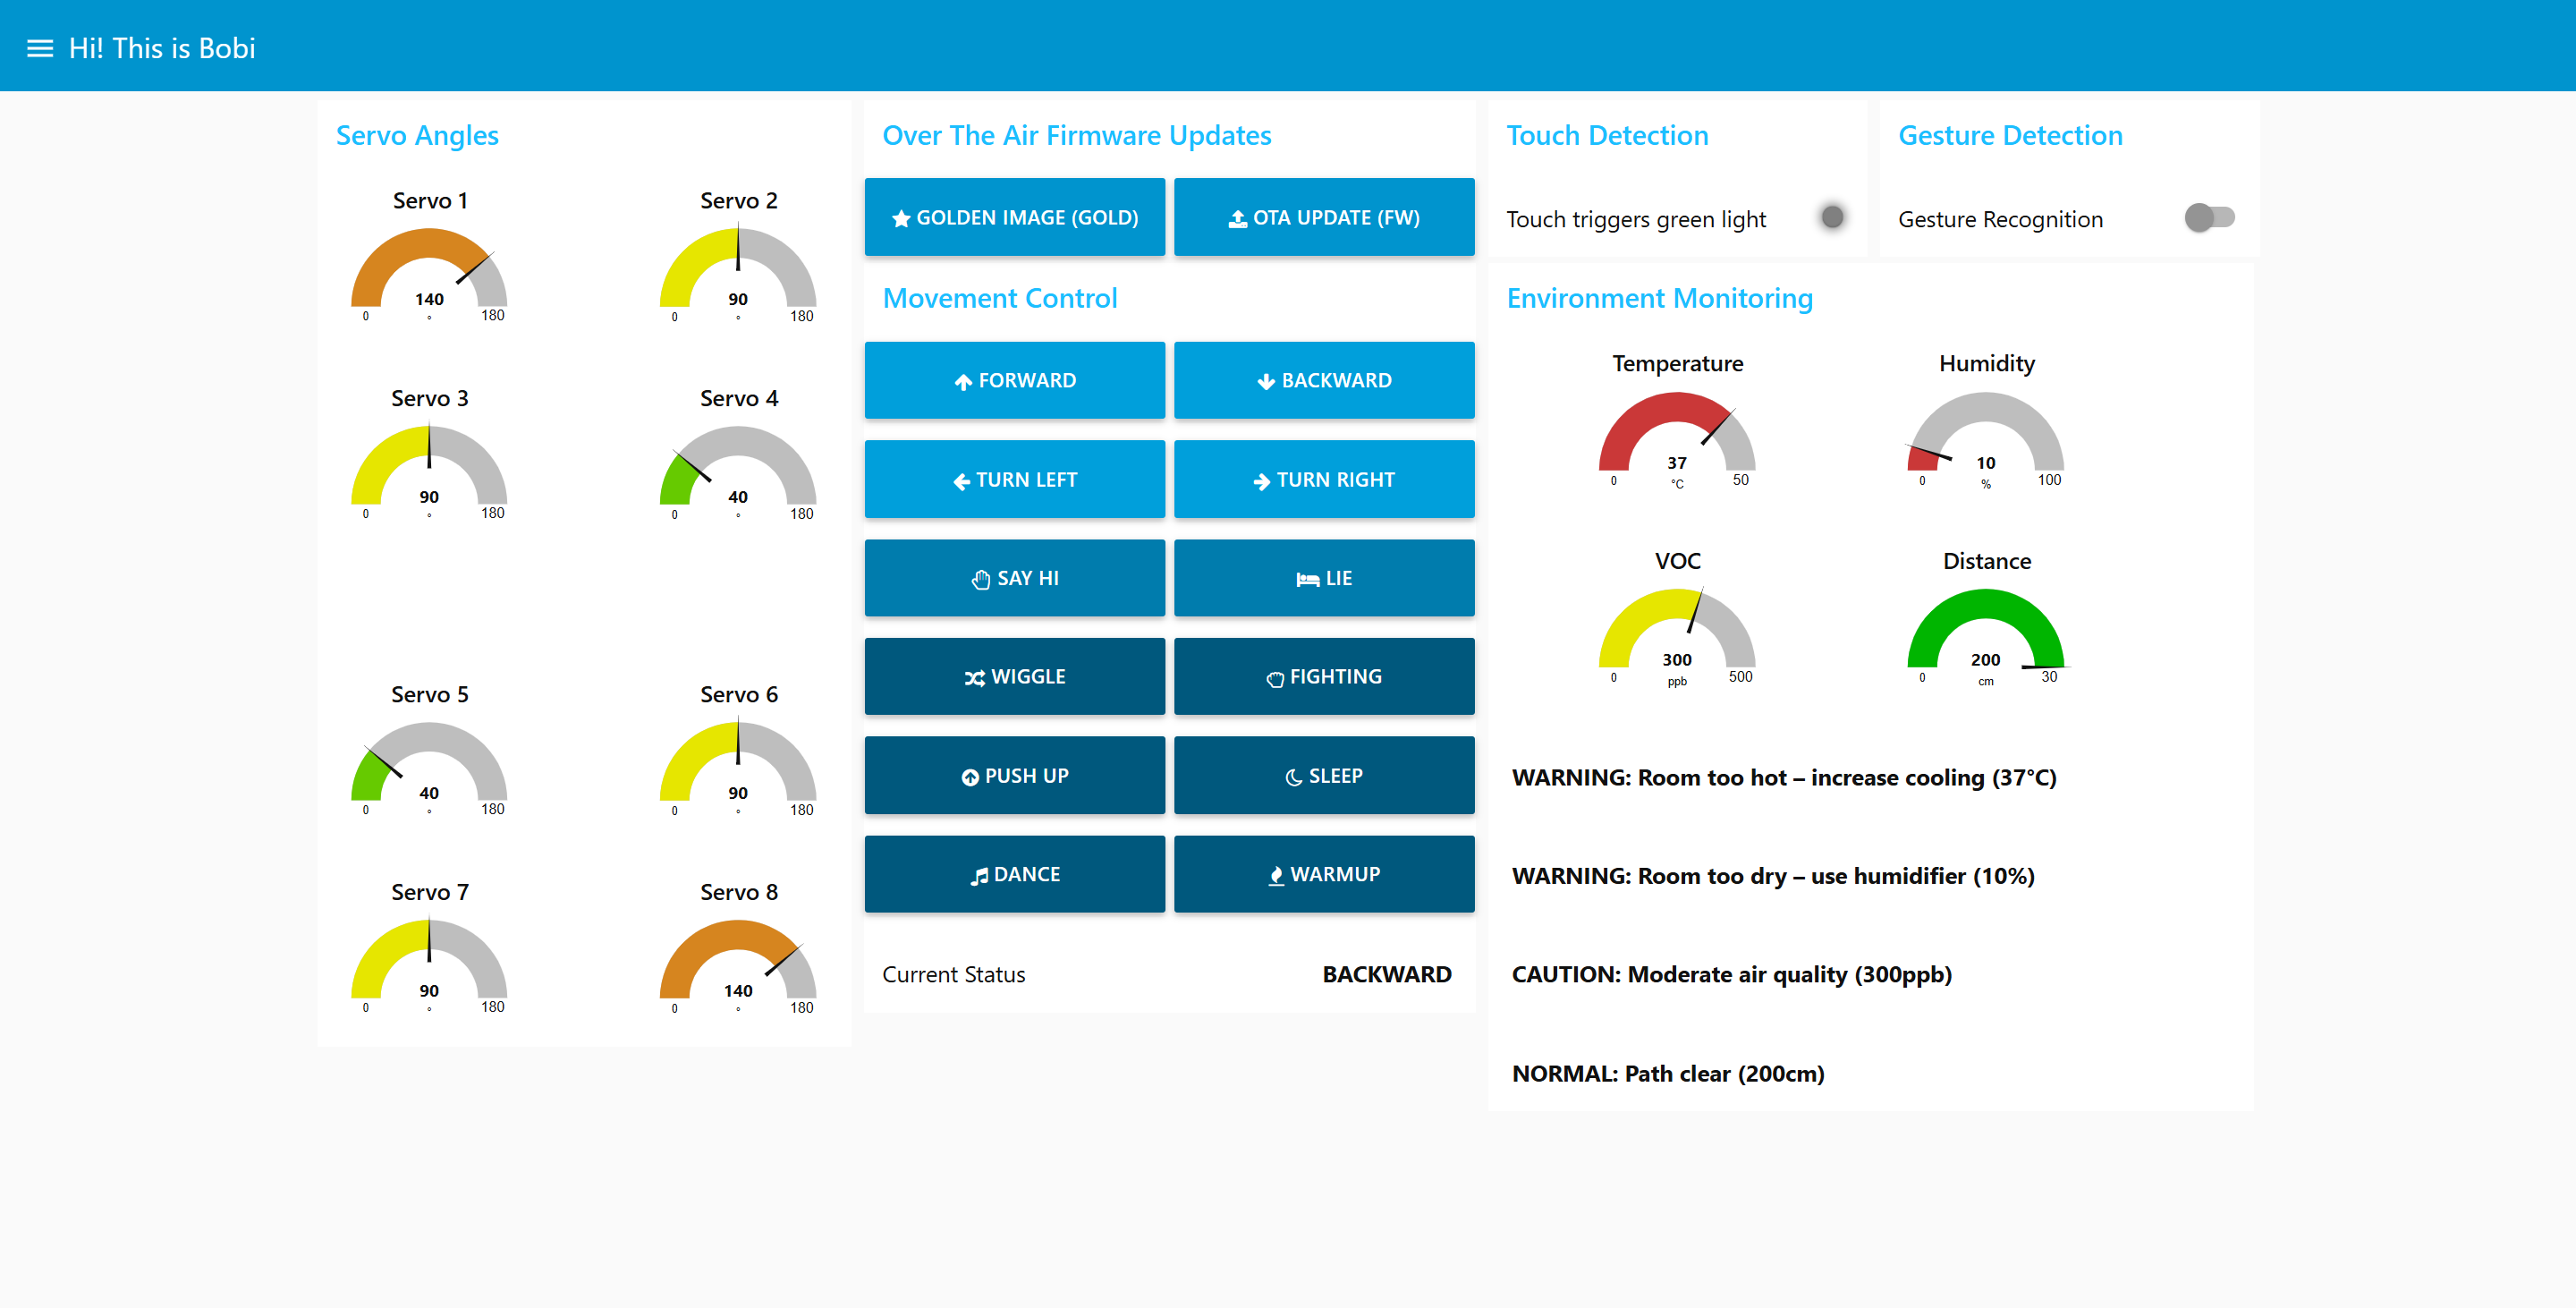 Hi! This is Bobi
Servo Angles
Servo 1
140
0 ° 180
Servo 2
90
0 ° 180
Servo 3
90
0 ° 180
Servo 4
40
0 ° 180
Servo 5
40
0 ° 180
Servo 6
90
0 ° 180
Servo 7
90
0 ° 180
Servo 8
140
0 ° 180
Over The Air Firmware Updates
GOLDEN IMAGE (GOLD)
OTA UPDATE (FW)
Movement Control
FORWARD
BACKWARD
TURN LEFT
TURN RIGHT
SAY HI
LIE
WIGGLE
FIGHTING
PUSH UP
SLEEP
DANCE
WARMUP
Current Status BACKWARD
Touch Detection
Touch triggers green light
Gesture Detection
Gesture Recognition
Environment Monitoring
Temperature
37
0 °C 50
Humidity
10
0 % 100
VOC
300
0 ppb 500
Distance
200
0 cm 30
WARNING: Room too hot – increase cooling (37°C)
WARNING: Room too dry – use humidifier (10%)
CAUTION: Moderate air quality (300ppb)
NORMAL: Path clear (200cm)